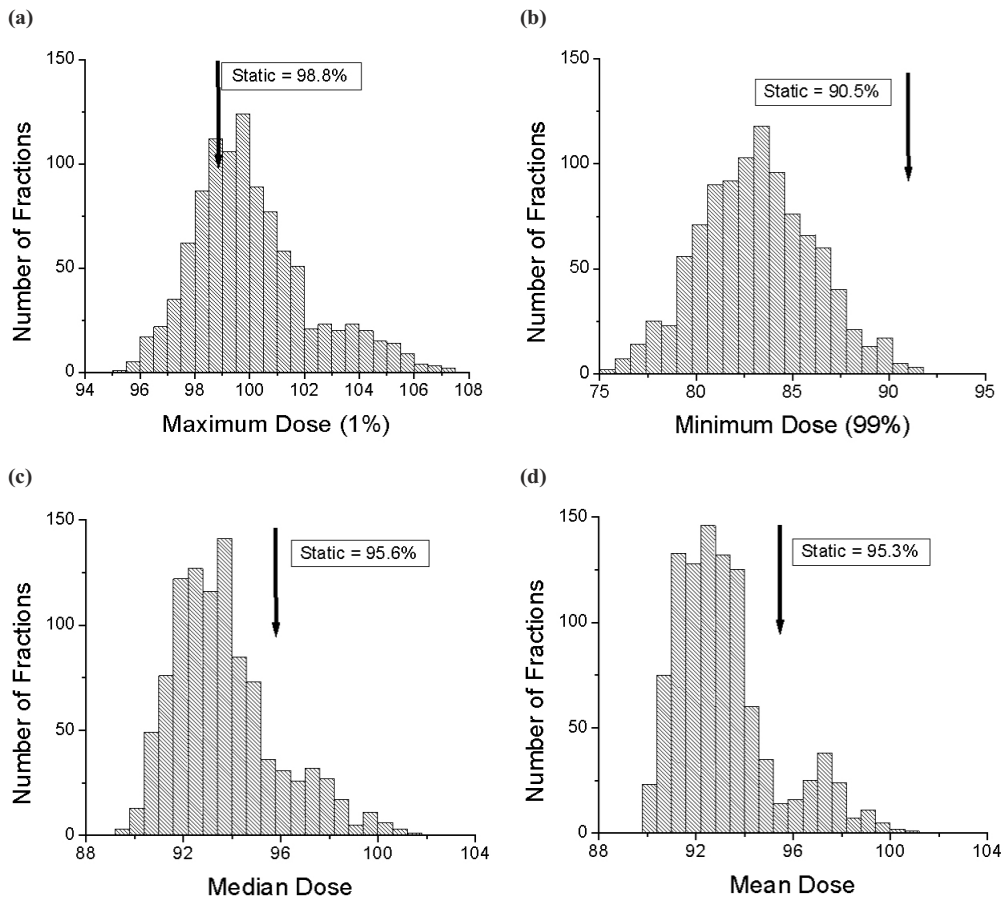 (a)
150
100
50
0
Number of Fractions
Static = 98.8%
94 96 98 100 102 104 106 108
Maximum Dose (1%)
(b)
150
100
50
0
Number of Fractions
Static = 90.5%
75 80 85 90 95
Minimum Dose (99%)
(c)
150
100
50
0
Number of Fractions
Static = 95.6%
88 92 96 100 104
Median Dose
(d)
150
100
50
0
Number of Fractions
Static = 95.3%
88 92 96 100 104
Mean Dose